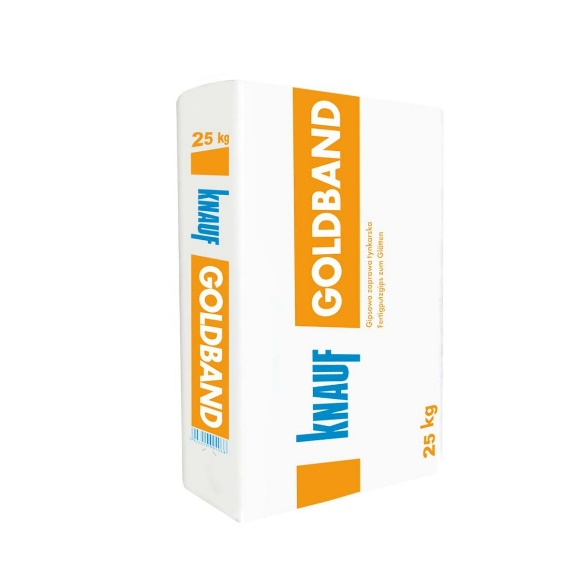 25 kg
KNAUF
GOLDBAND
GOLDBAND
Gipsowa zaprawa tynkarska
Fertigputzgips zum Glätten
KNAUF
25 kg